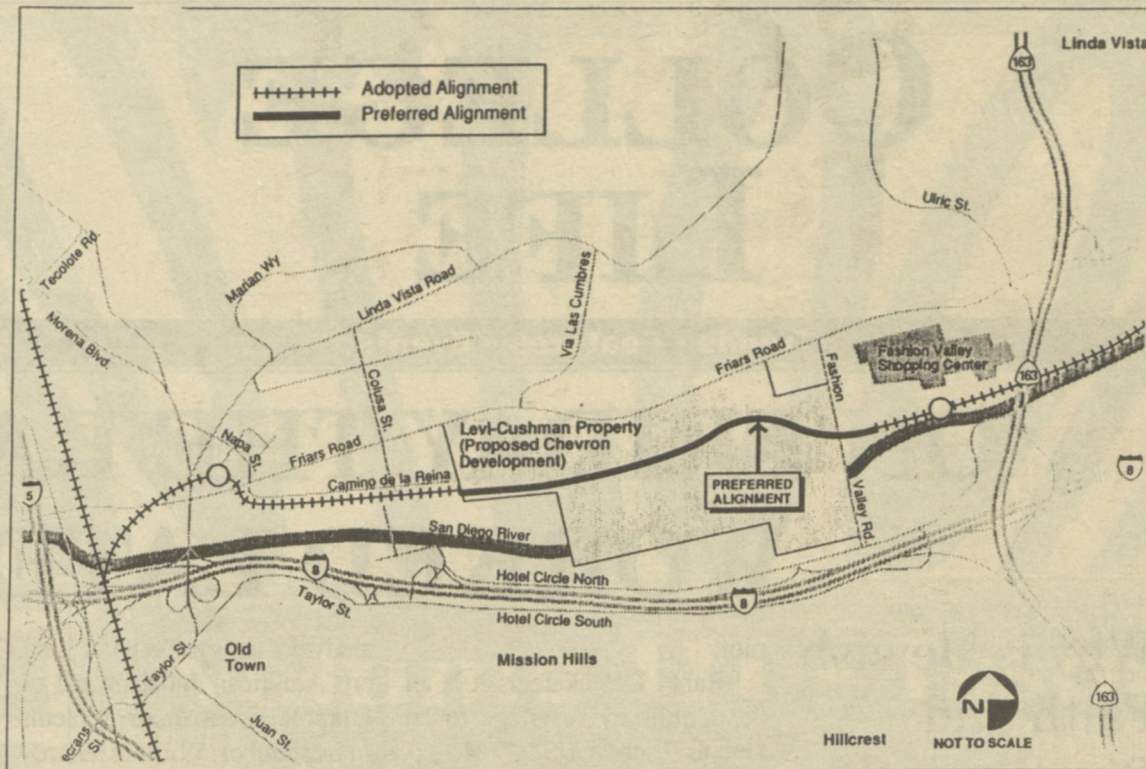 163
Linda Vista
Adopted Alignment
Preferred Alignment
Ulric St.
Tecolote Rd.
Marian Wy
Linda Vista Road
Via Las Cumbres
Morena Blvd.
Friars Road
Fashion
Fashion Valley
Shopping Center
163
Colusa St.
Levi-Cushman Property
(Proposed Chevron
Development)
Napa St.
Friars Road
Camino de la Reina
PREFERRED
ALIGNMENT
Valley Rd.
8
5
San Diego River
8
Hotel Circle North
Taylor St.
Hotel Circle South
8
Old
Town
Mission Hills
Taylor St.
Juan St.
ecrans
St.
N
Hillcrest
NOT TO SCALE
163